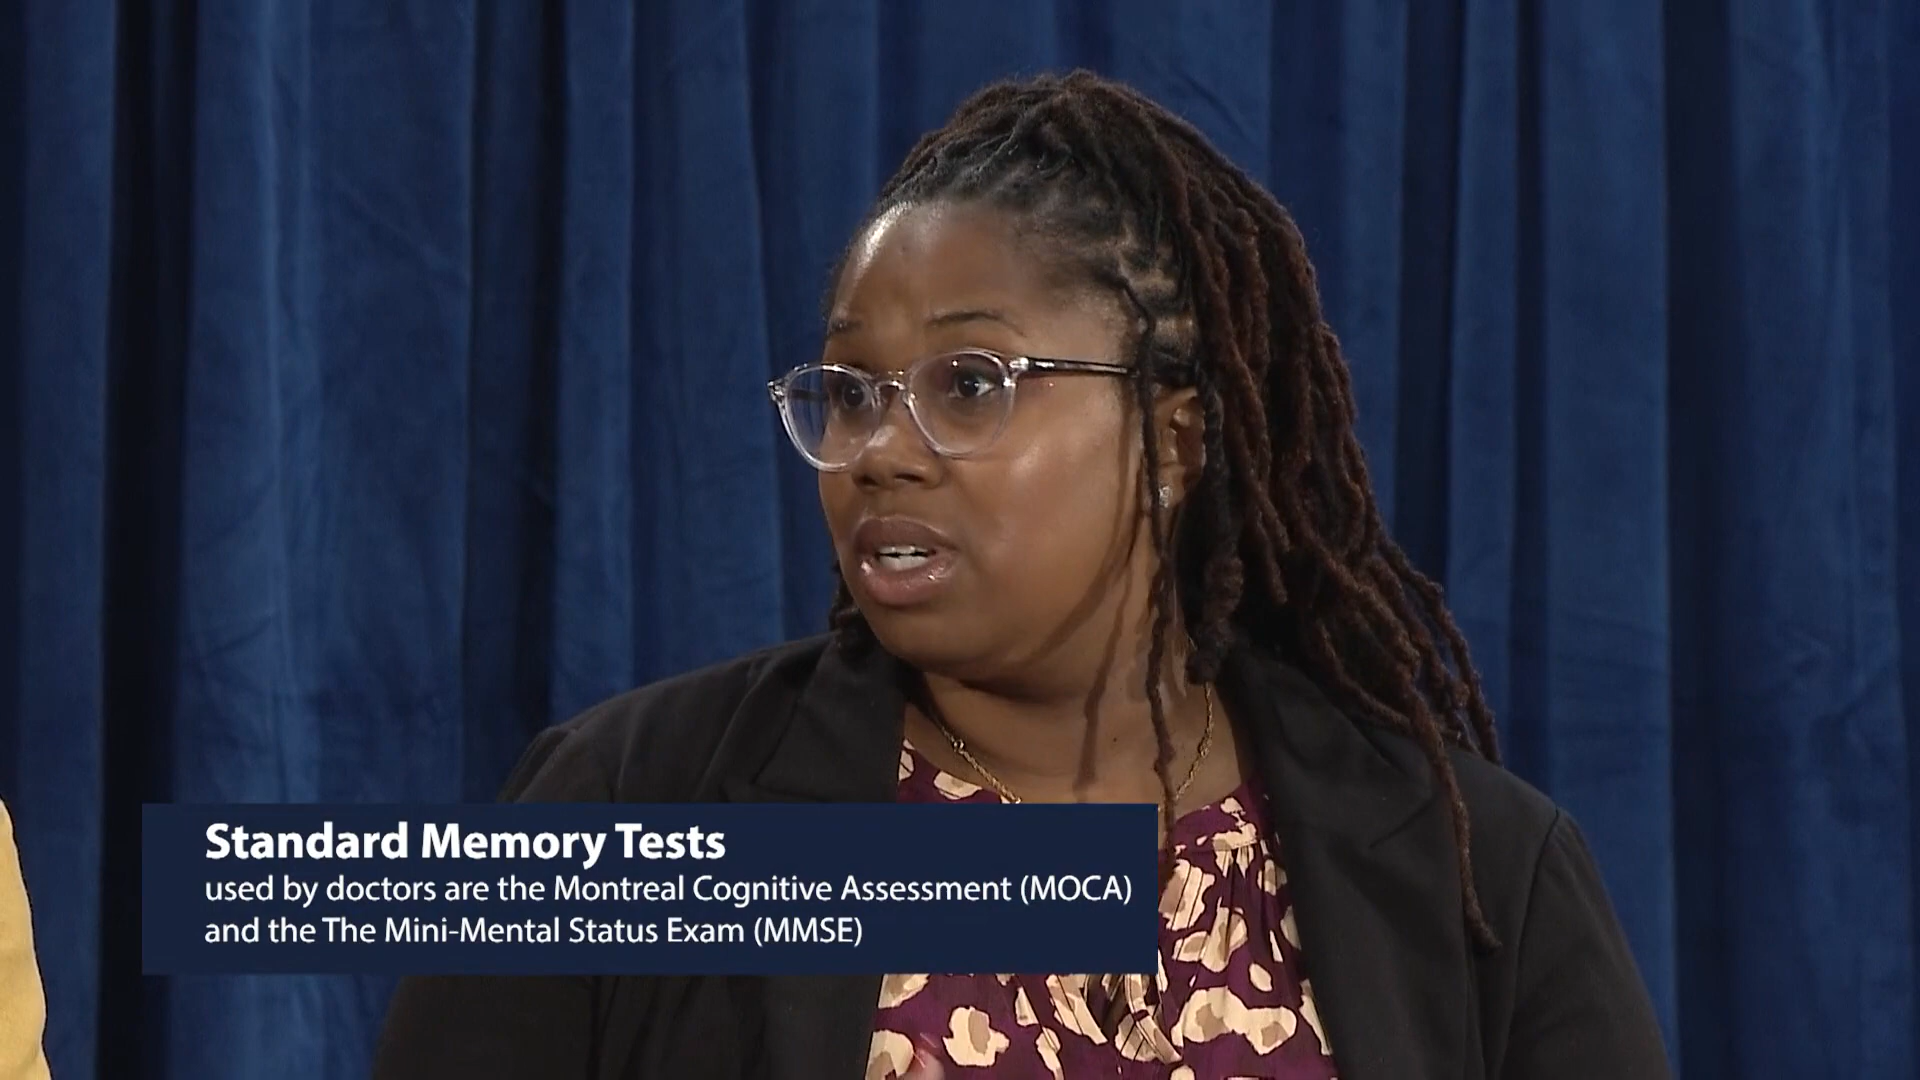 Standard Memory Tests
used by doctors are the Montreal Cognitive Assessment (MOCA)
and the The Mini-Mental Status Exam (MMSE)